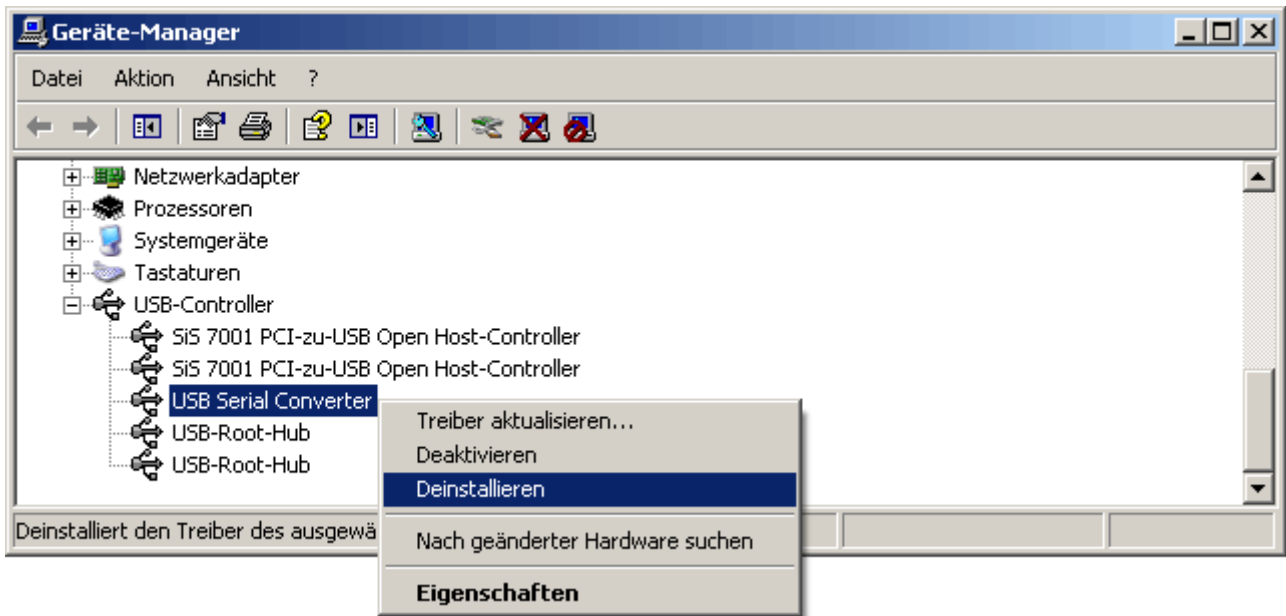 Geräte-Manager
Datei Aktion Ansicht ?
Netzwerkadapter
Prozessoren
Systemgeräte
Tastaturen
USB-Controller
SiS 7001 PCI-zu-USB Open Host-Controller
SiS 7001 PCI-zu-USB Open Host-Controller
USB Serial Converter
USB-Root-Hub
USB-Root-Hub
Treiber aktualisieren...
Deaktivieren
Deinstallieren
Nach geänderter Hardware suchen
Eigenschaften
Deinstalliert den Treiber des ausgewä